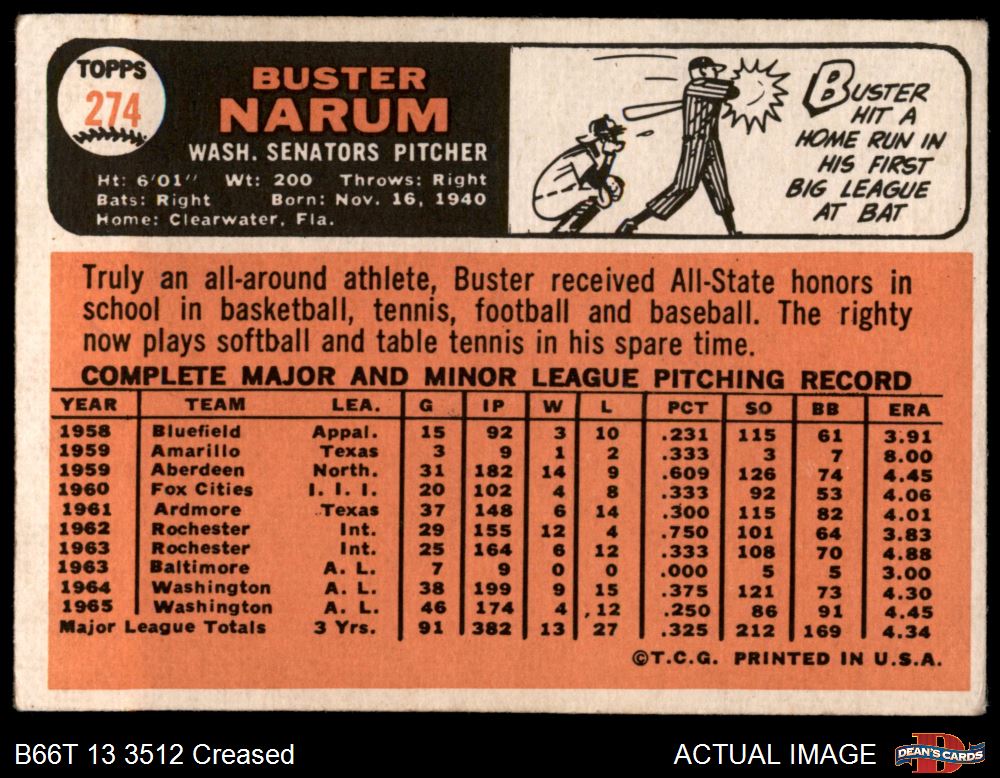 TOPPS
274
BUSTER
NARUM
WASH. SENATORS PITCHER
Ht: 6'01" Wt: 200 Throws: Right
Bats: Right Born: Nov. 16, 1940
Home: Clearwater, Fla.
BUSTER
HIT A
HOME RUN IN
HIS FIRST
BIG LEAGUE
AT BAT
Truly an all-around athlete, Buster received All-State honors in
school in basketball, tennis, football and baseball. The righty
now plays softball and table tennis in his spare time.
COMPLETE MAJOR AND MINOR LEAGUE PITCHING RECORD
YEAR TEAM LEA. G IP W L PCT SO BB ERA
1958 Bluefield Appal. 15 92 3 10 .231 115 61 3.91
1959 Amarillo Texas 3 9 1 2 .333 3 7 8.00
1959 Aberdeen North. 31 182 14 9 .609 126 74 4.45
1960 Fox Cities I. I. I. 20 102 4 8 .333 92 53 4.06
1961 Ardmore Texas 37 148 6 14 .300 115 82 4.01
1962 Rochester Int. 29 155 12 4 .750 101 64 3.83
1963 Rochester Int. 25 164 6 12 .333 108 70 4.88
1963 Baltimore A. L. 7 9 0 0 .000 5 5 3.00
1964 Washington A. L. 38 199 9 15 .375 121 73 4.30
1965 Washington A. L. 46 174 4 12 .250 86 91 4.45
Major League Totals 3 Yrs. 91 382 13 27 .325 212 169 4.34
©T.C.G. PRINTED IN U.S.A.
B66T 13 3512 Creased
ACTUAL IMAGE
DEAN'S CARDS